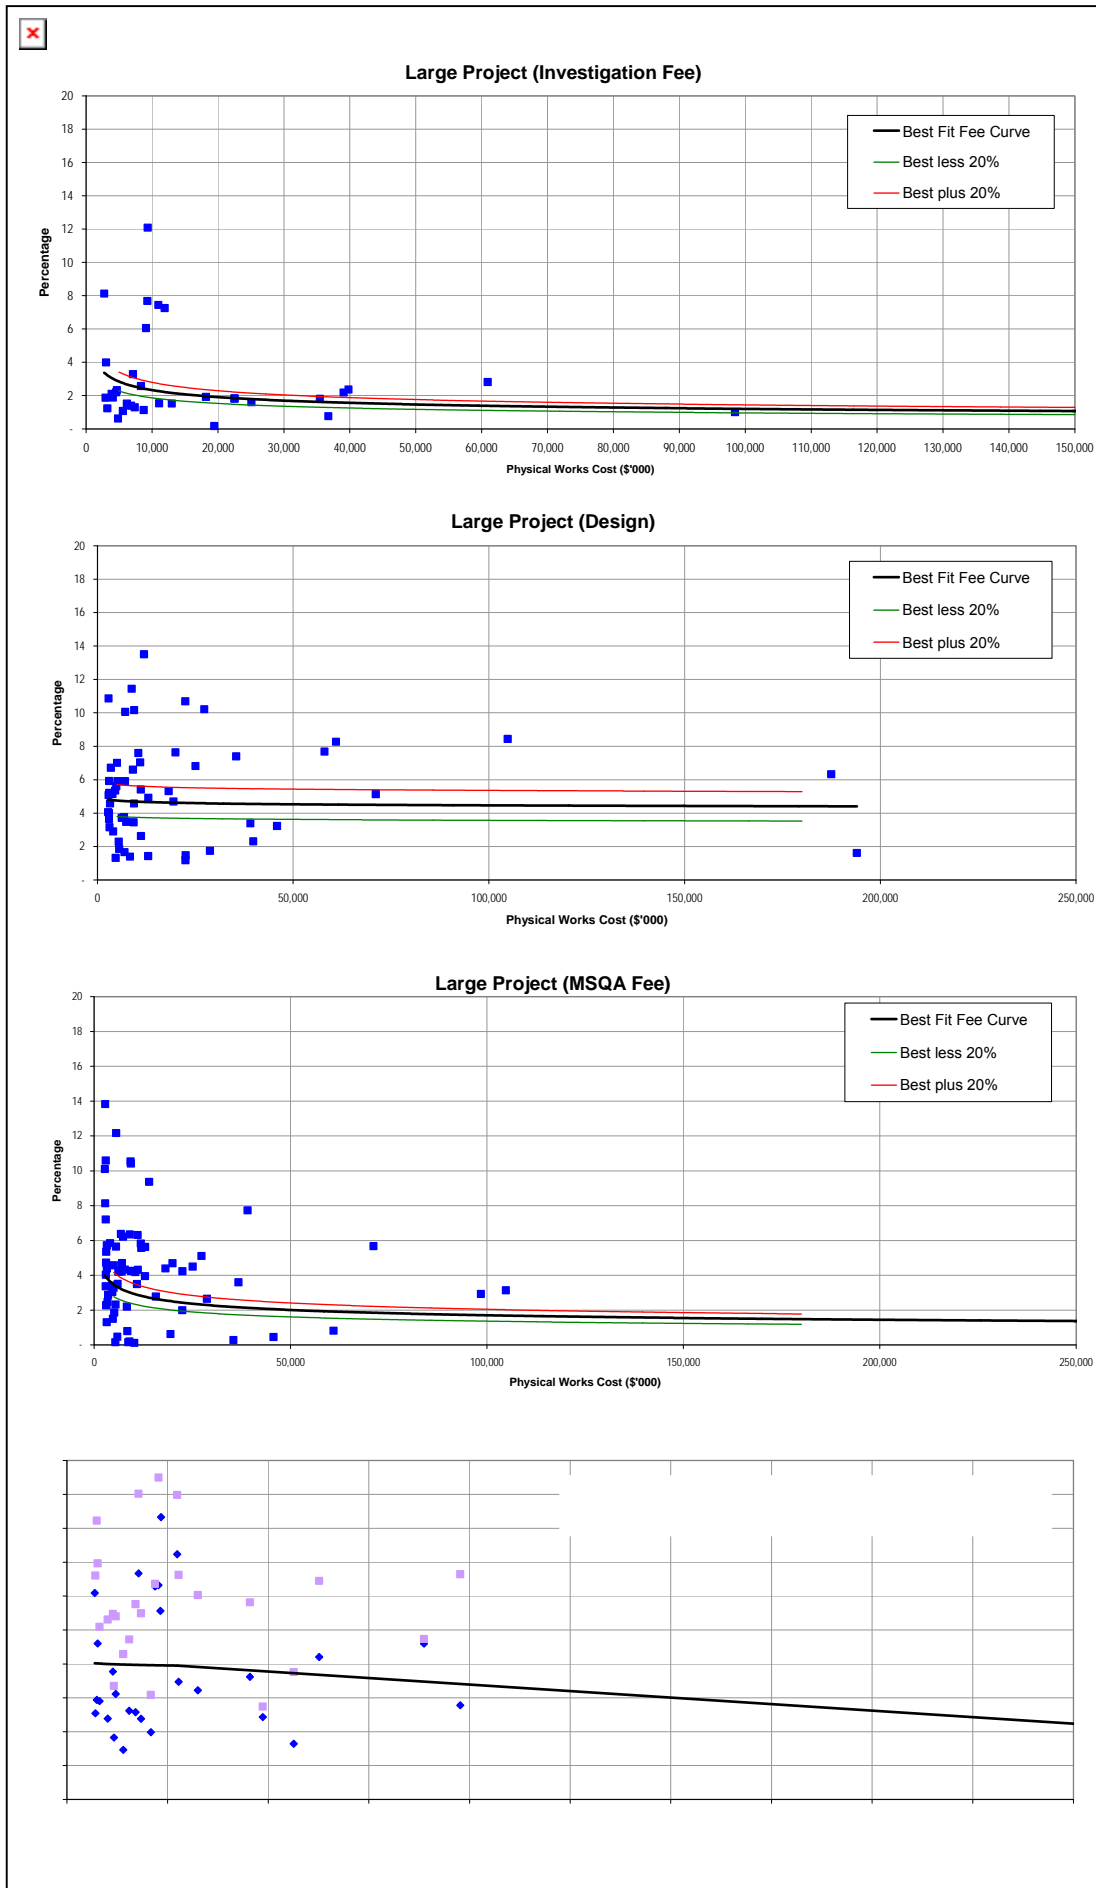 Large Project (Investigation Fee)
20
18
16
14
12
10
8
6
4
2
-
Percentage
Best Fit Fee Curve
Best less 20%
Best plus 20%
0 10,000 20,000 30,000 40,000 50,000 60,000 70,000 80,000 90,000 100,000 110,000 120,000 130,000 140,000 150,000
Physical Works Cost ($'000)
Large Project (Design)
20
18
16
14
12
10
8
6
4
2
-
Percentage
Best Fit Fee Curve
Best less 20%
Best plus 20%
0 50,000 100,000 150,000 200,000 250,000
Physical Works Cost ($'000)
Large Project (MSQA Fee)
20
18
16
14
12
10
8
6
4
2
-
Percentage
Best Fit Fee Curve
Best less 20%
Best plus 20%
0 50,000 100,000 150,000 200,000 250,000
Physical Works Cost ($'000)